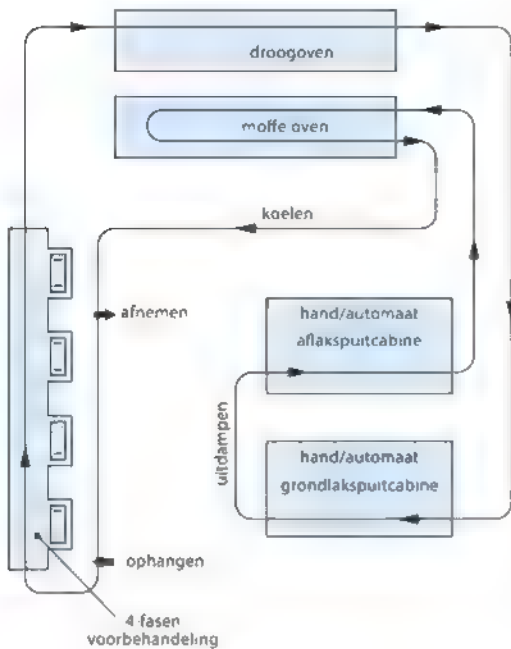 droogoven
moffe oven
koelen
afnemen
hand/automaat
aflakspuitcabine
uitdampen
hand/automaat
grondlakspuitcabine
ophangen
4 fasen
voorbehandeling